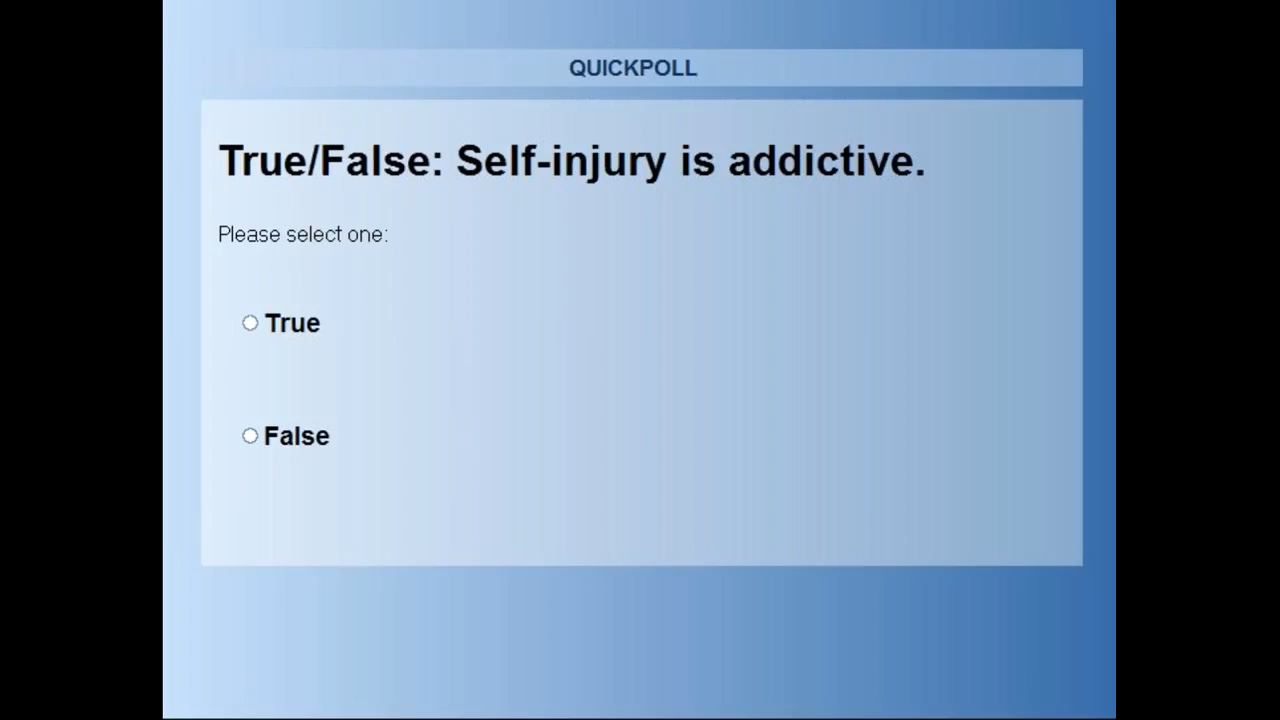 QUICKPOLL
True/False: Self-injury is addictive.
Please select one:
True
False